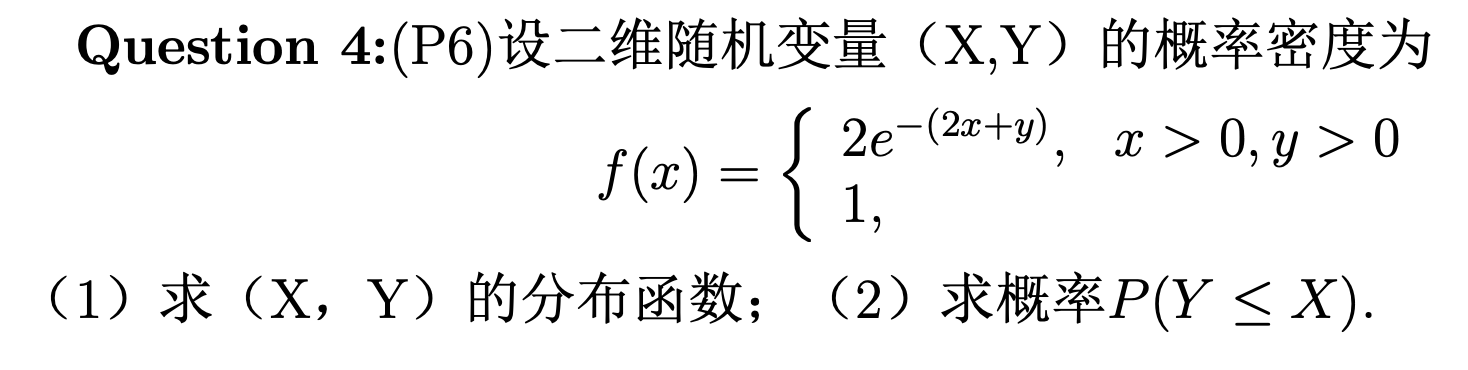 Question 4:(P6)设二维随机变量（X,Y）的概率密度为
f(x) = { 2e^{-(2x+y)}, x > 0, y > 0
1,
（1）求（X，Y）的分布函数；（2）求概率P(Y ≤ X).